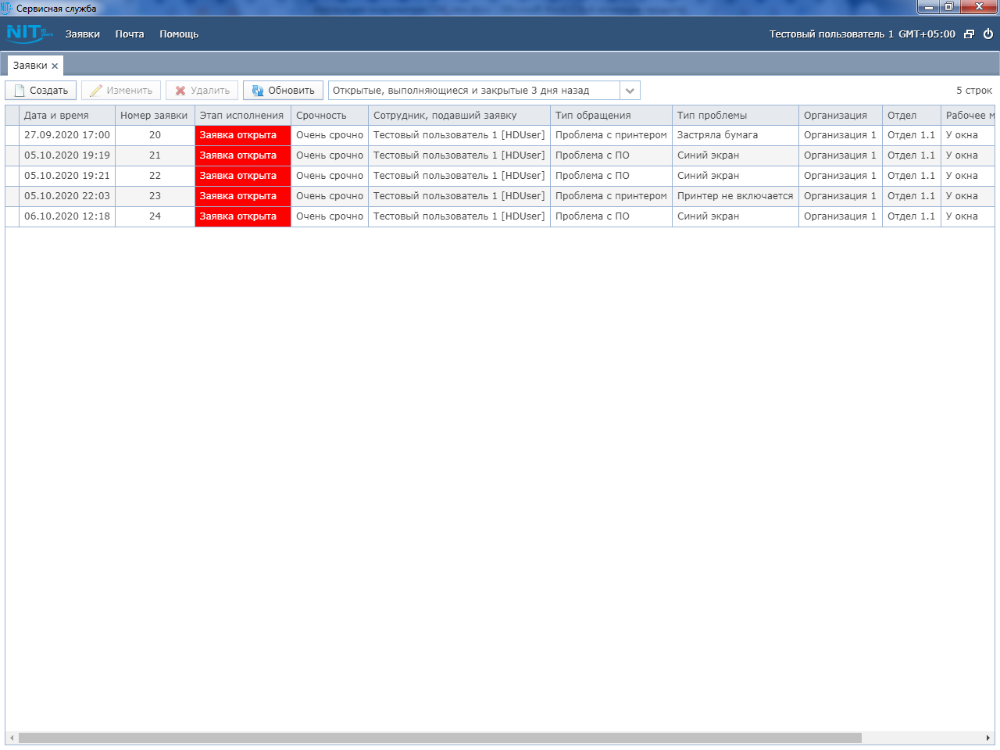 Сервисная служба
NIT Заявки Почта Помощь Тестовый пользователь 1 GMT+05:00
Заявки
Создать Изменить Удалить Обновить Открытые, выполняющиеся и закрытые 3 дня назад 5 строк
Дата и время Номер заявки Этап исполнения Срочность Сотрудник, подавший заявку Тип обращения Тип проблемы Организация Отдел Рабочее м
27.09.2020 17:00 20 Заявка открыта Очень срочно Тестовый пользователь 1 [HDUser] Проблема с принтером Застряла бумага Организация 1 Отдел 1.1 У окна
05.10.2020 19:19 21 Заявка открыта Очень срочно Тестовый пользователь 1 [HDUser] Проблема с ПО Синий экран Организация 1 Отдел 1.1 У окна
05.10.2020 19:21 22 Заявка открыта Очень срочно Тестовый пользователь 1 [HDUser] Проблема с ПО Синий экран Организация 1 Отдел 1.1 У окна
05.10.2020 22:03 23 Заявка открыта Очень срочно Тестовый пользователь 1 [HDUser] Проблема с принтером Принтер не включается Организация 1 Отдел 1.1 У окна
06.10.2020 12:18 24 Заявка открыта Очень срочно Тестовый пользователь 1 [HDUser] Проблема с ПО Синий экран Организация 1 Отдел 1.1 У окна